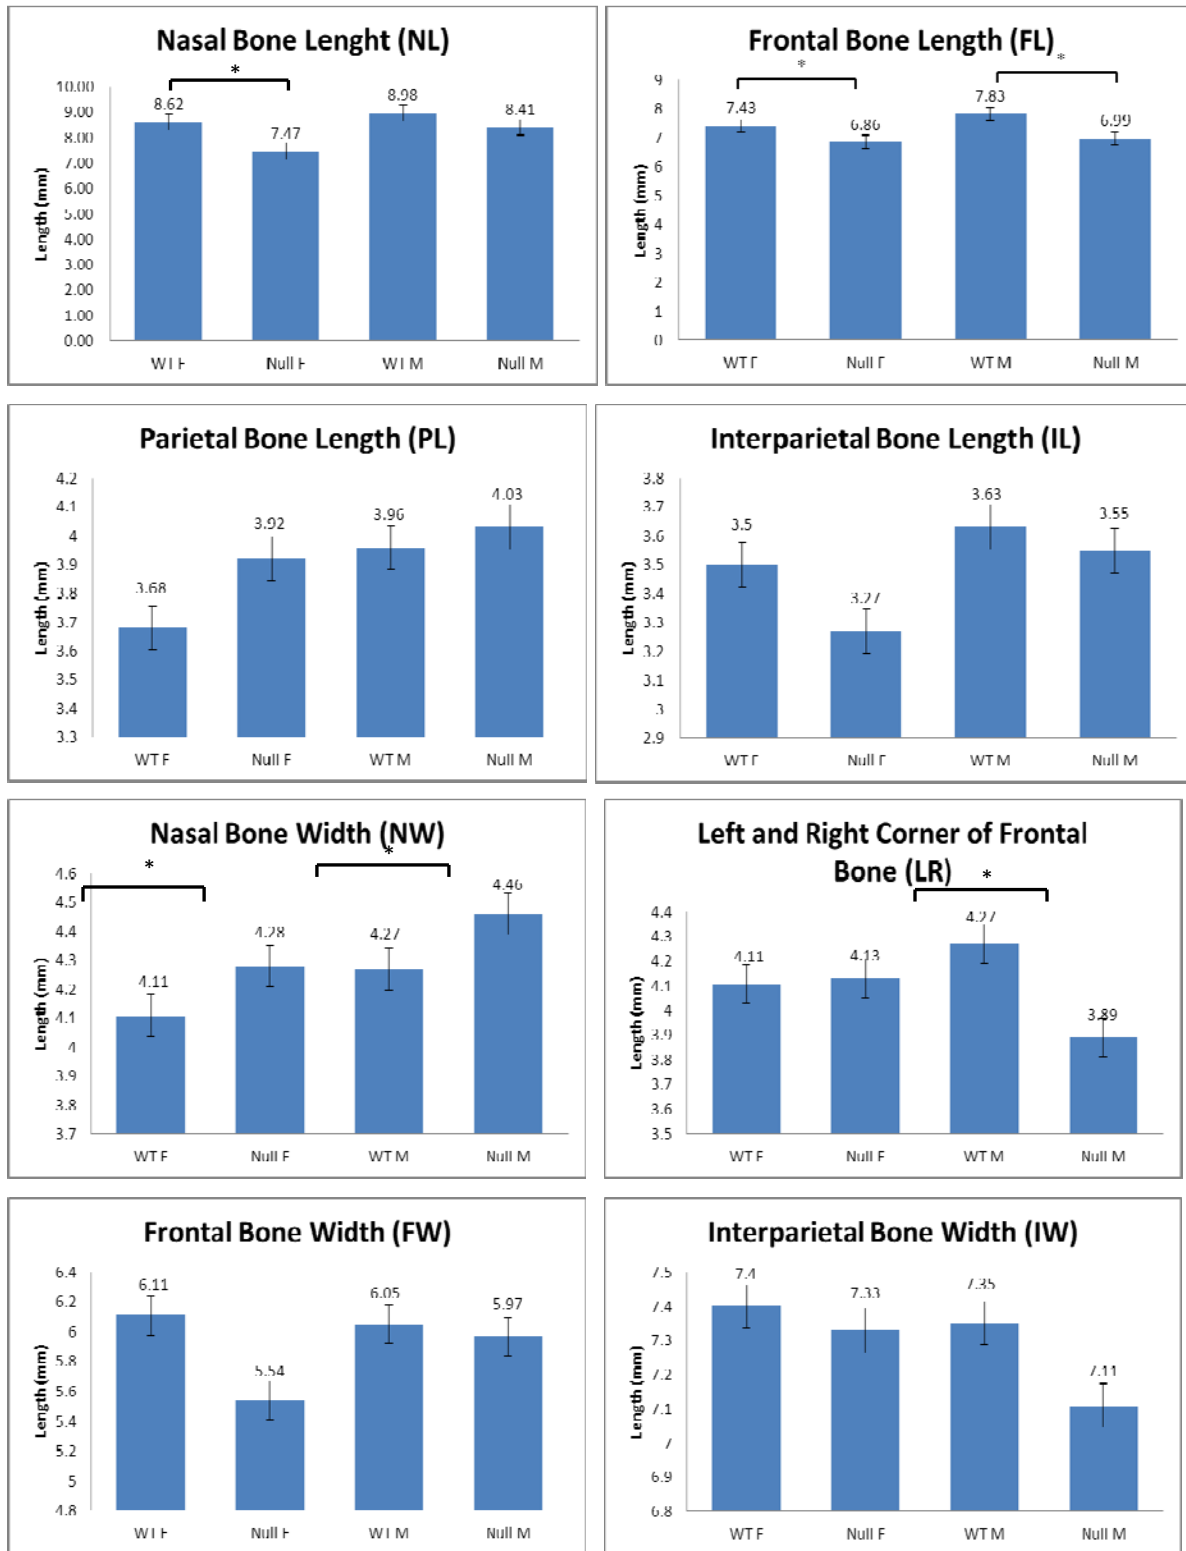 Nasal Bone Lenght (NL)
*
Length (mm)
10.00
9.00
8.00
7.00
6.00
5.00
4.00
3.00
2.00
1.00
0.00
8.62
7.47
8.98
8.41
WT F
Null F
WT M
Null M
Frontal Bone Length (FL)
*
*
Length (mm)
9
8
7
6
5
4
3
2
1
0
7.43
6.86
7.83
6.99
WT F
Null F
WT M
Null M
Parietal Bone Length (PL)
Length (mm)
4.2
4.1
4
3.9
3.8
3.7
3.6
3.5
3.4
3.3
3.68
3.92
3.96
4.03
WT F
Null F
WT M
Null M
Interparietal Bone Length (IL)
Length (mm)
3.8
3.7
3.6
3.5
3.4
3.3
3.2
3.1
3
2.9
3.5
3.27
3.63
3.55
WT F
Null F
WT M
Null M
Nasal Bone Width (NW)
*
*
Length (mm)
4.6
4.5
4.4
4.3
4.2
4.1
4
3.9
3.8
3.7
4.11
4.28
4.27
4.46
WT F
Null F
WT M
Null M
Left and Right Corner of Frontal
Bone (LR)
*
Length (mm)
4.4
4.3
4.2
4.1
4
3.9
3.8
3.7
3.6
3.5
4.11
4.13
4.27
3.89
WT F
Null F
WT M
Null M
Frontal Bone Width (FW)
Length (mm)
6.4
6.2
6
5.8
5.6
5.4
5.2
5
4.8
6.11
5.54
6.05
5.97
WT F
Null F
WT M
Null M
Interparietal Bone Width (IW)
Length (mm)
7.5
7.4
7.3
7.2
7.1
7
6.9
6.8
7.4
7.33
7.35
7.11
WT F
Null F
WT M
Null M